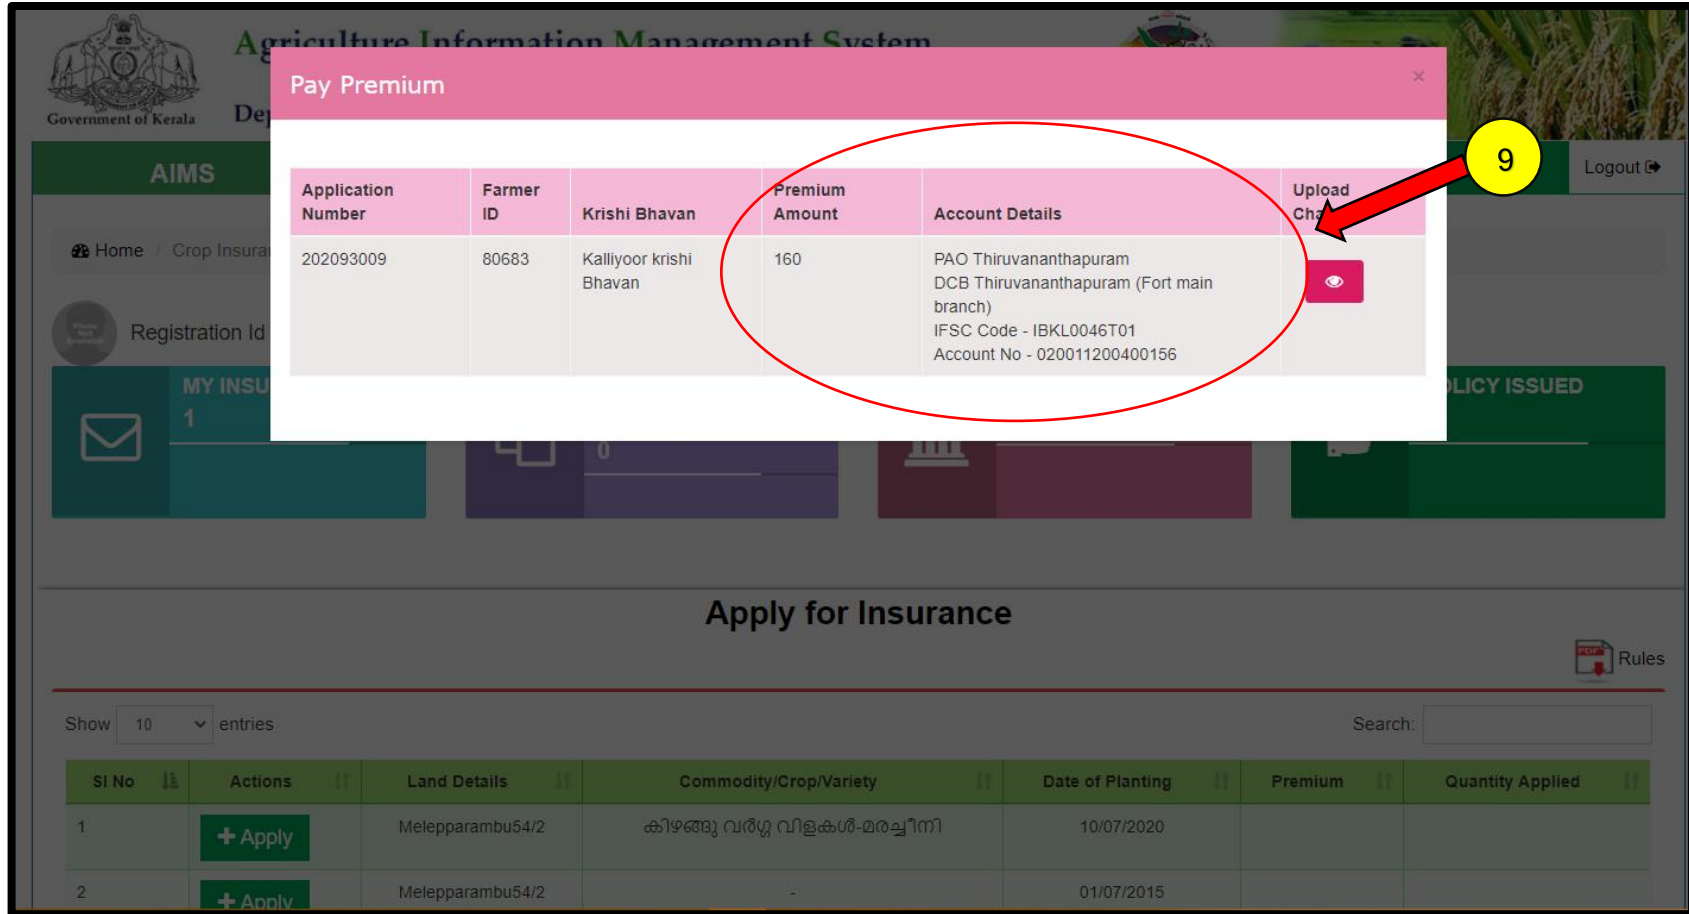 Agriculture Information Management System
Government of Kerala
Pay Premium
×
9
AIMS
Logout
Application Number
Farmer ID
Krishi Bhavan
Premium Amount
Account Details
Upload
202093009
80683
Kalliyoor krishi Bhavan
160
PAO Thiruvananthapuram
DCB Thiruvananthapuram (Fort main
branch)
IFSC Code - IBKL0046T01
Account No - 020011200400156
Home / Crop
Registration Id
MY
1
0
ISSUED
Apply for Insurance
Rules
Show 10 entries
Search:
Sl No
Actions
Land Details
Commodity/Crop/Variety
Date of Planting
Premium
Quantity Applied
1
+ Apply
Melepparambu54/2
കിഴങ്ങു വർഗ്ഗ വിളകൾ-മരച്ചീനി
10/07/2020
2
+ Apply
Melepparambu54/2
-
01/07/2015